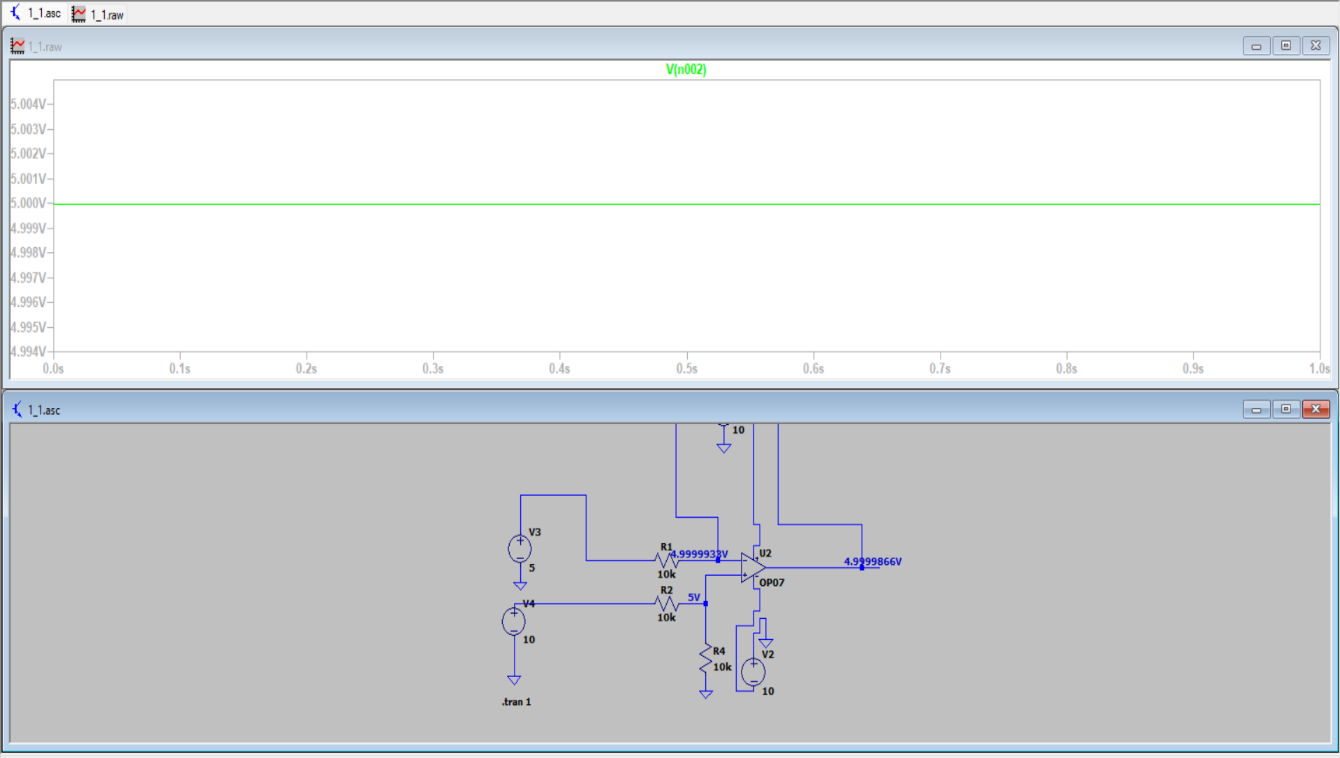 1_1.asc 1_1.raw
1_1.raw
V(n002)
5.004V
5.003V
5.002V
5.001V
5.000V
4.999V
4.998V
4.997V
4.996V
4.995V
4.994V
0.0s 0.1s 0.2s 0.3s 0.4s 0.5s 0.6s 0.7s 0.8s 0.9s 1.0s
1_1.asc
10
V3
5
R1
4.9999933V
10k
U2
OP07
4.9999866V
R2
5V
10k
V4
10
R4
10k
V2
10
.tran 1